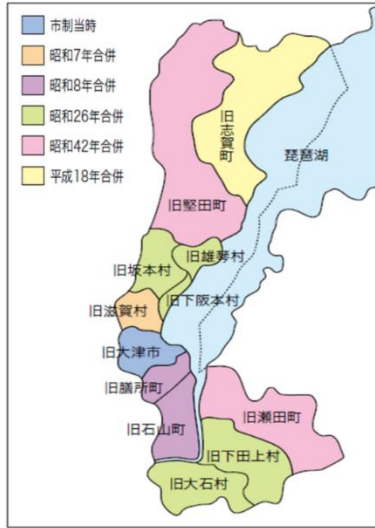 市制当時
昭和7年合併
昭和8年合併
昭和26年合併
昭和42年合併
平成18年合併
旧志賀町
琵琶湖
旧堅田町
旧雄琴村
旧坂本村
旧下阪本村
旧滋賀村
旧大津市
旧膳所町
旧石山町
旧瀬田町
旧下田上村
旧大石村